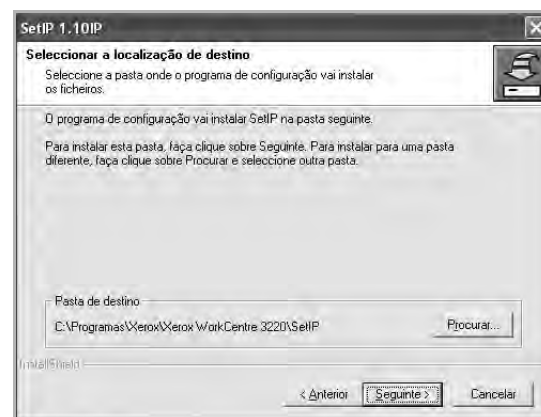 SetIP 1.10IP
Seleccionar a localização de destino
Seleccione a pasta onde o programa de configuração vai instalar
os ficheiros.
O programa de configuração vai instalar SetIP na pasta seguinte.
Para instalar esta pasta, faça clique sobre Seguinte. Para instalar para uma pasta
diferente, faça clique sobre Procurar e seleccione outra pasta.
Pasta de destino
C:\Programas\Xerox\Xerox WorkCentre 3220\SetIP
Procurar...
InstallShield
< Anterior
Seguinte >
Cancelar